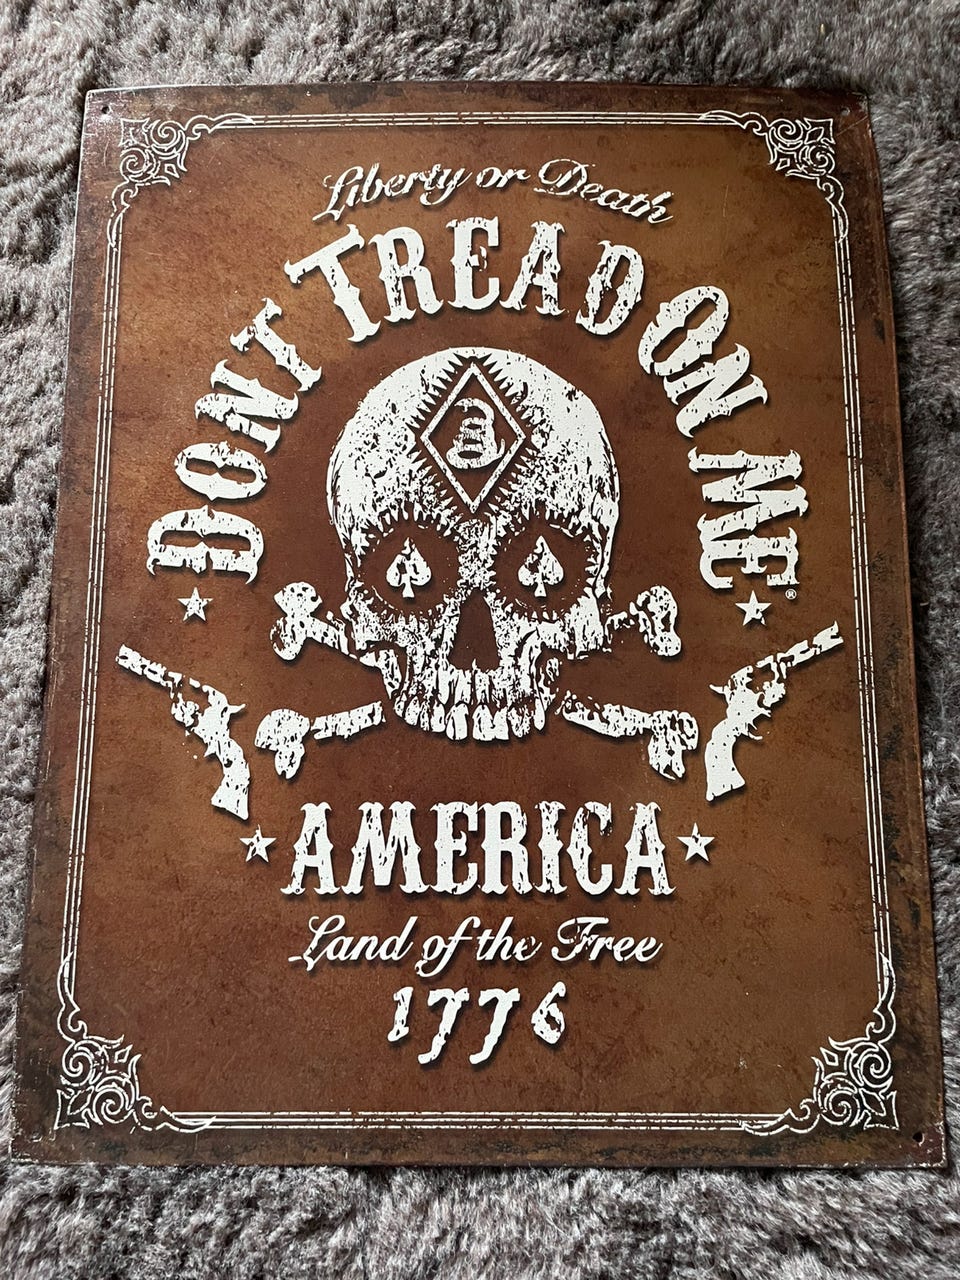 Liberty or Death
DONT TREAD ON ME®
AMERICA
Land of the Free
1776